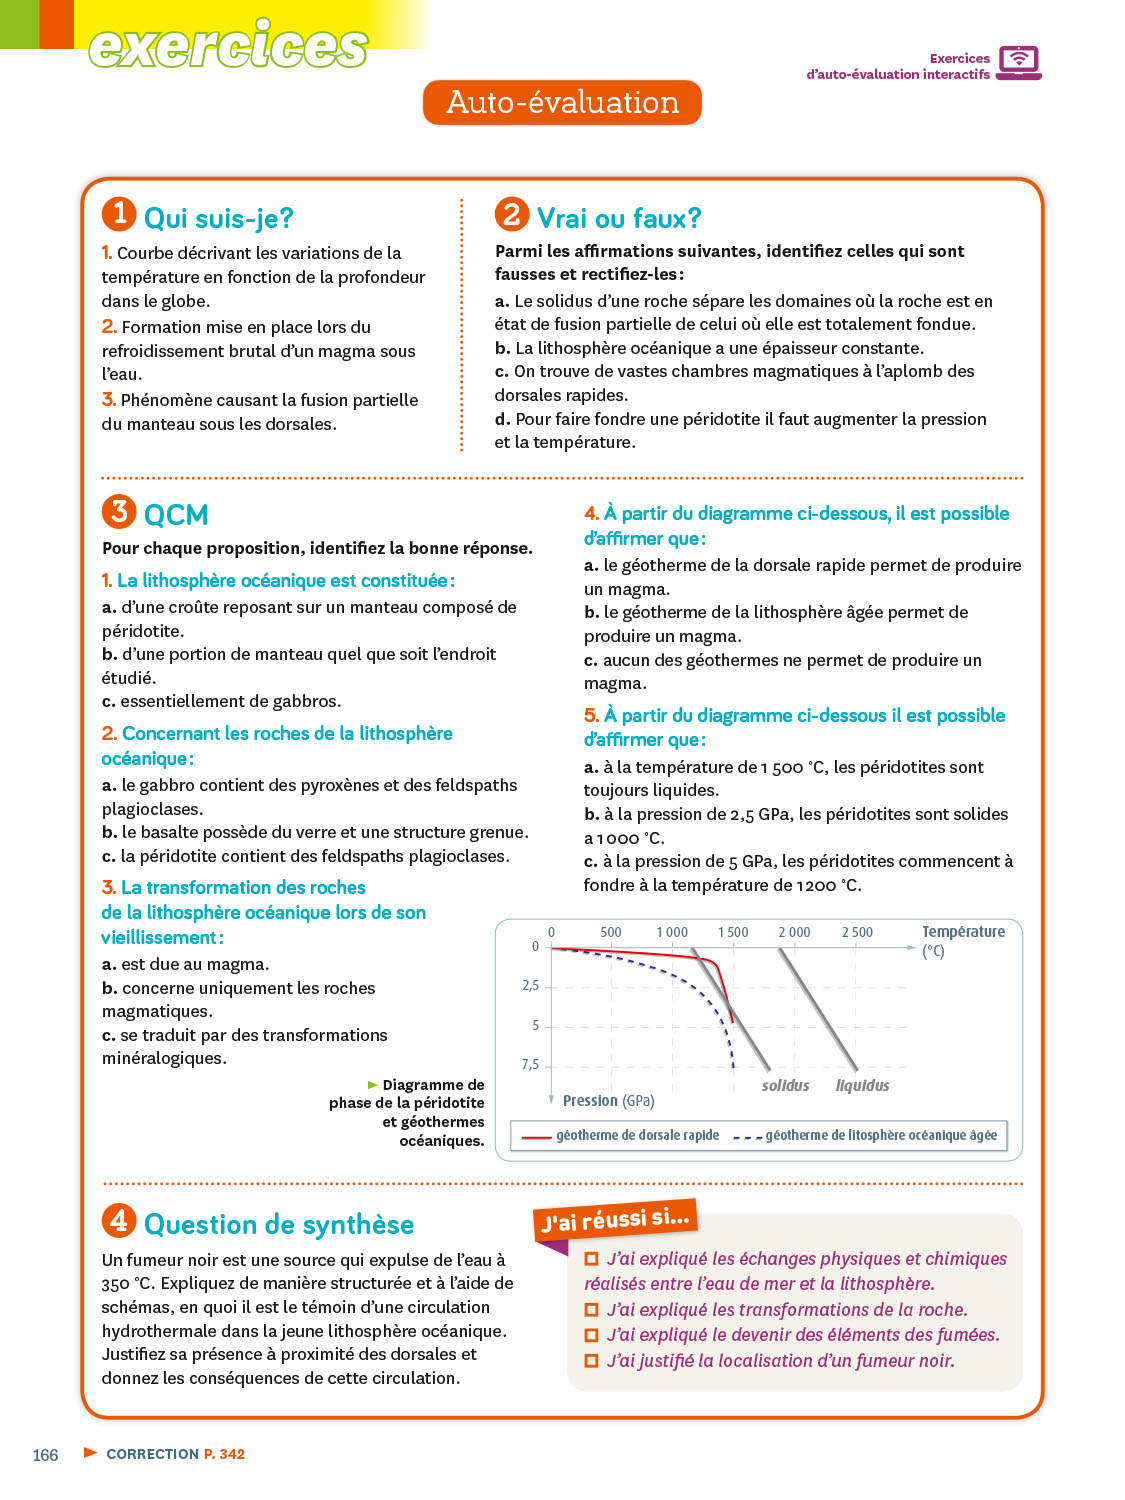 exercices
Exercices
d'auto-évaluation interactifs
Auto-évaluation
1 Qui suis-je?
1. Courbe décrivant les variations de la
température en fonction de la profondeur
dans le globe.
2. Formation mise en place lors du
refroidissement brutal d'un magma sous
l'eau.
3. Phénomène causant la fusion partielle
du manteau sous les dorsales.
2 Vrai ou faux?
Parmi les affirmations suivantes, identifiez celles qui sont
fausses et rectifiez-les :
a. Le solidus d'une roche sépare les domaines où la roche est en
état de fusion partielle de celui où elle est totalement fondue.
b. La lithosphère océanique a une épaisseur constante.
c. On trouve de vastes chambres magmatiques à l'aplomb des
dorsales rapides.
d. Pour faire fondre une péridotite il faut augmenter la pression
et la température.
3 QCM
Pour chaque proposition, identifiez la bonne réponse.
1. La lithosphère océanique est constituée :
a. d'une croûte reposant sur un manteau composé de
péridotite.
b. d'une portion de manteau quel que soit l'endroit
étudié.
c. essentiellement de gabbros.
2. Concernant les roches de la lithosphère
océanique :
a. le gabbro contient des pyroxènes et des feldspaths
plagioclases.
b. le basalte possède du verre et une structure grenue.
c. la péridotite contient des feldspaths plagioclases.
3. La transformation des roches
de la lithosphère océanique lors de son
vieillissement :
a. est due au magma.
b. concerne uniquement les roches
magmatiques.
c. se traduit par des transformations
minéralogiques.
4. À partir du diagramme ci-dessous, il est possible
d'affirmer que :
a. le géotherme de la dorsale rapide permet de produire
un magma.
b. le géotherme de la lithosphère âgée permet de
produire un magma.
c. aucun des géothermes ne permet de produire un
magma.
5. À partir du diagramme ci-dessous il est possible
d'affirmer que :
a. à la température de 1 500 °C, les péridotites sont
toujours liquides.
b. à la pression de 2,5 GPa, les péridotites sont solides
a 1 000 °C.
c. à la pression de 5 GPa, les péridotites commencent à
fondre à la température de 1 200 °C.
Diagramme de
phase de la péridotite
et géothermes
océaniques.
0 500 1 000 1 500 2 000 2 500 Température
(°C)
0
2,5
5
7,5
solidus liquidus
Pression (GPa)
géotherme de dorsale rapide géotherme de litosphère océanique âgée
4 Question de synthèse
Un fumeur noir est une source qui expulse de l'eau à
350 °C. Expliquez de manière structurée et à l'aide de
schémas, en quoi il est le témoin d'une circulation
hydrothermale dans la jeune lithosphère océanique.
Justifiez sa présence à proximité des dorsales et
donnez les conséquences de cette circulation.
J'ai réussi si...
J'ai expliqué les échanges physiques et chimiques
réalisés entre l'eau de mer et la lithosphère.
J'ai expliqué les transformations de la roche.
J'ai expliqué le devenir des éléments des fumées.
J'ai justifié la localisation d'un fumeur noir.
166 CORRECTION P. 342